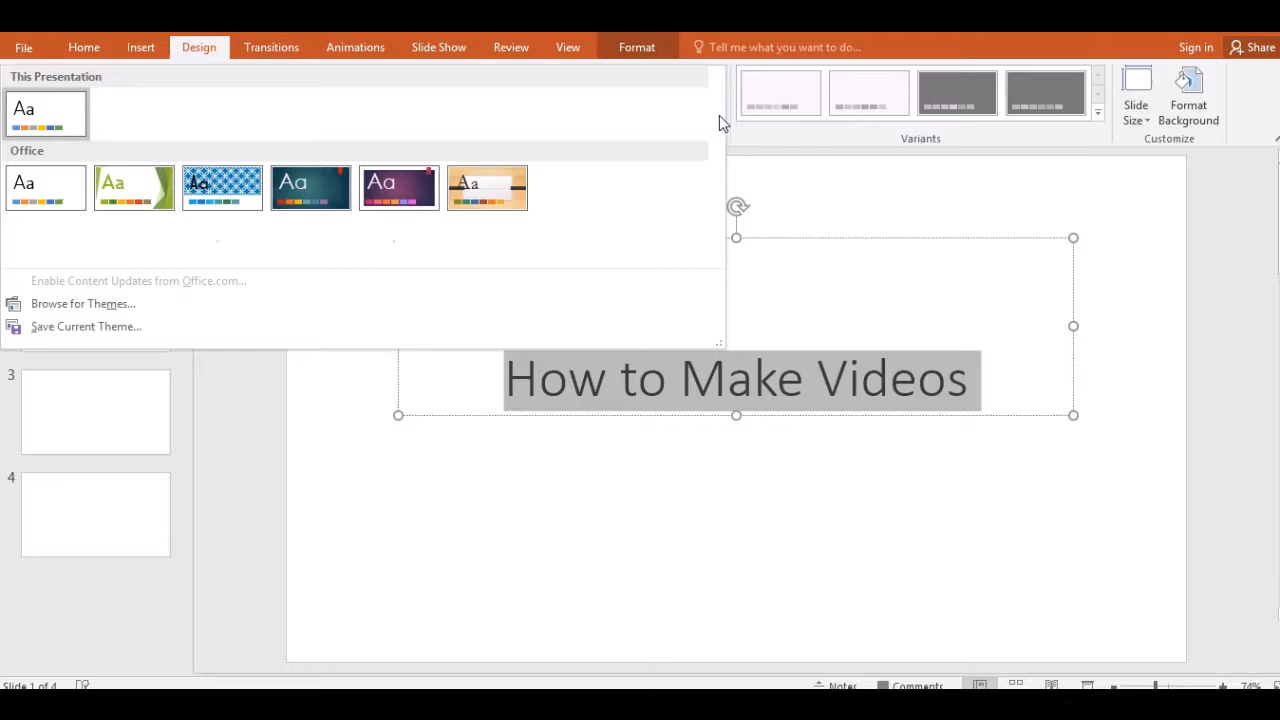 File Home Insert Design Transitions Animations Slide Show Review View Format Tell me what you want to do... Sign in Share
This Presentation
Aa
Office
Aa Aa Aa Aa Aa Aa
Enable Content Updates from Office.com...
Browse for Themes...
Save Current Theme...
Variants
Slide Size
Format Background
Customize
3
4
How to Make Videos
Slide 1 of 4 Notes Comments 74%